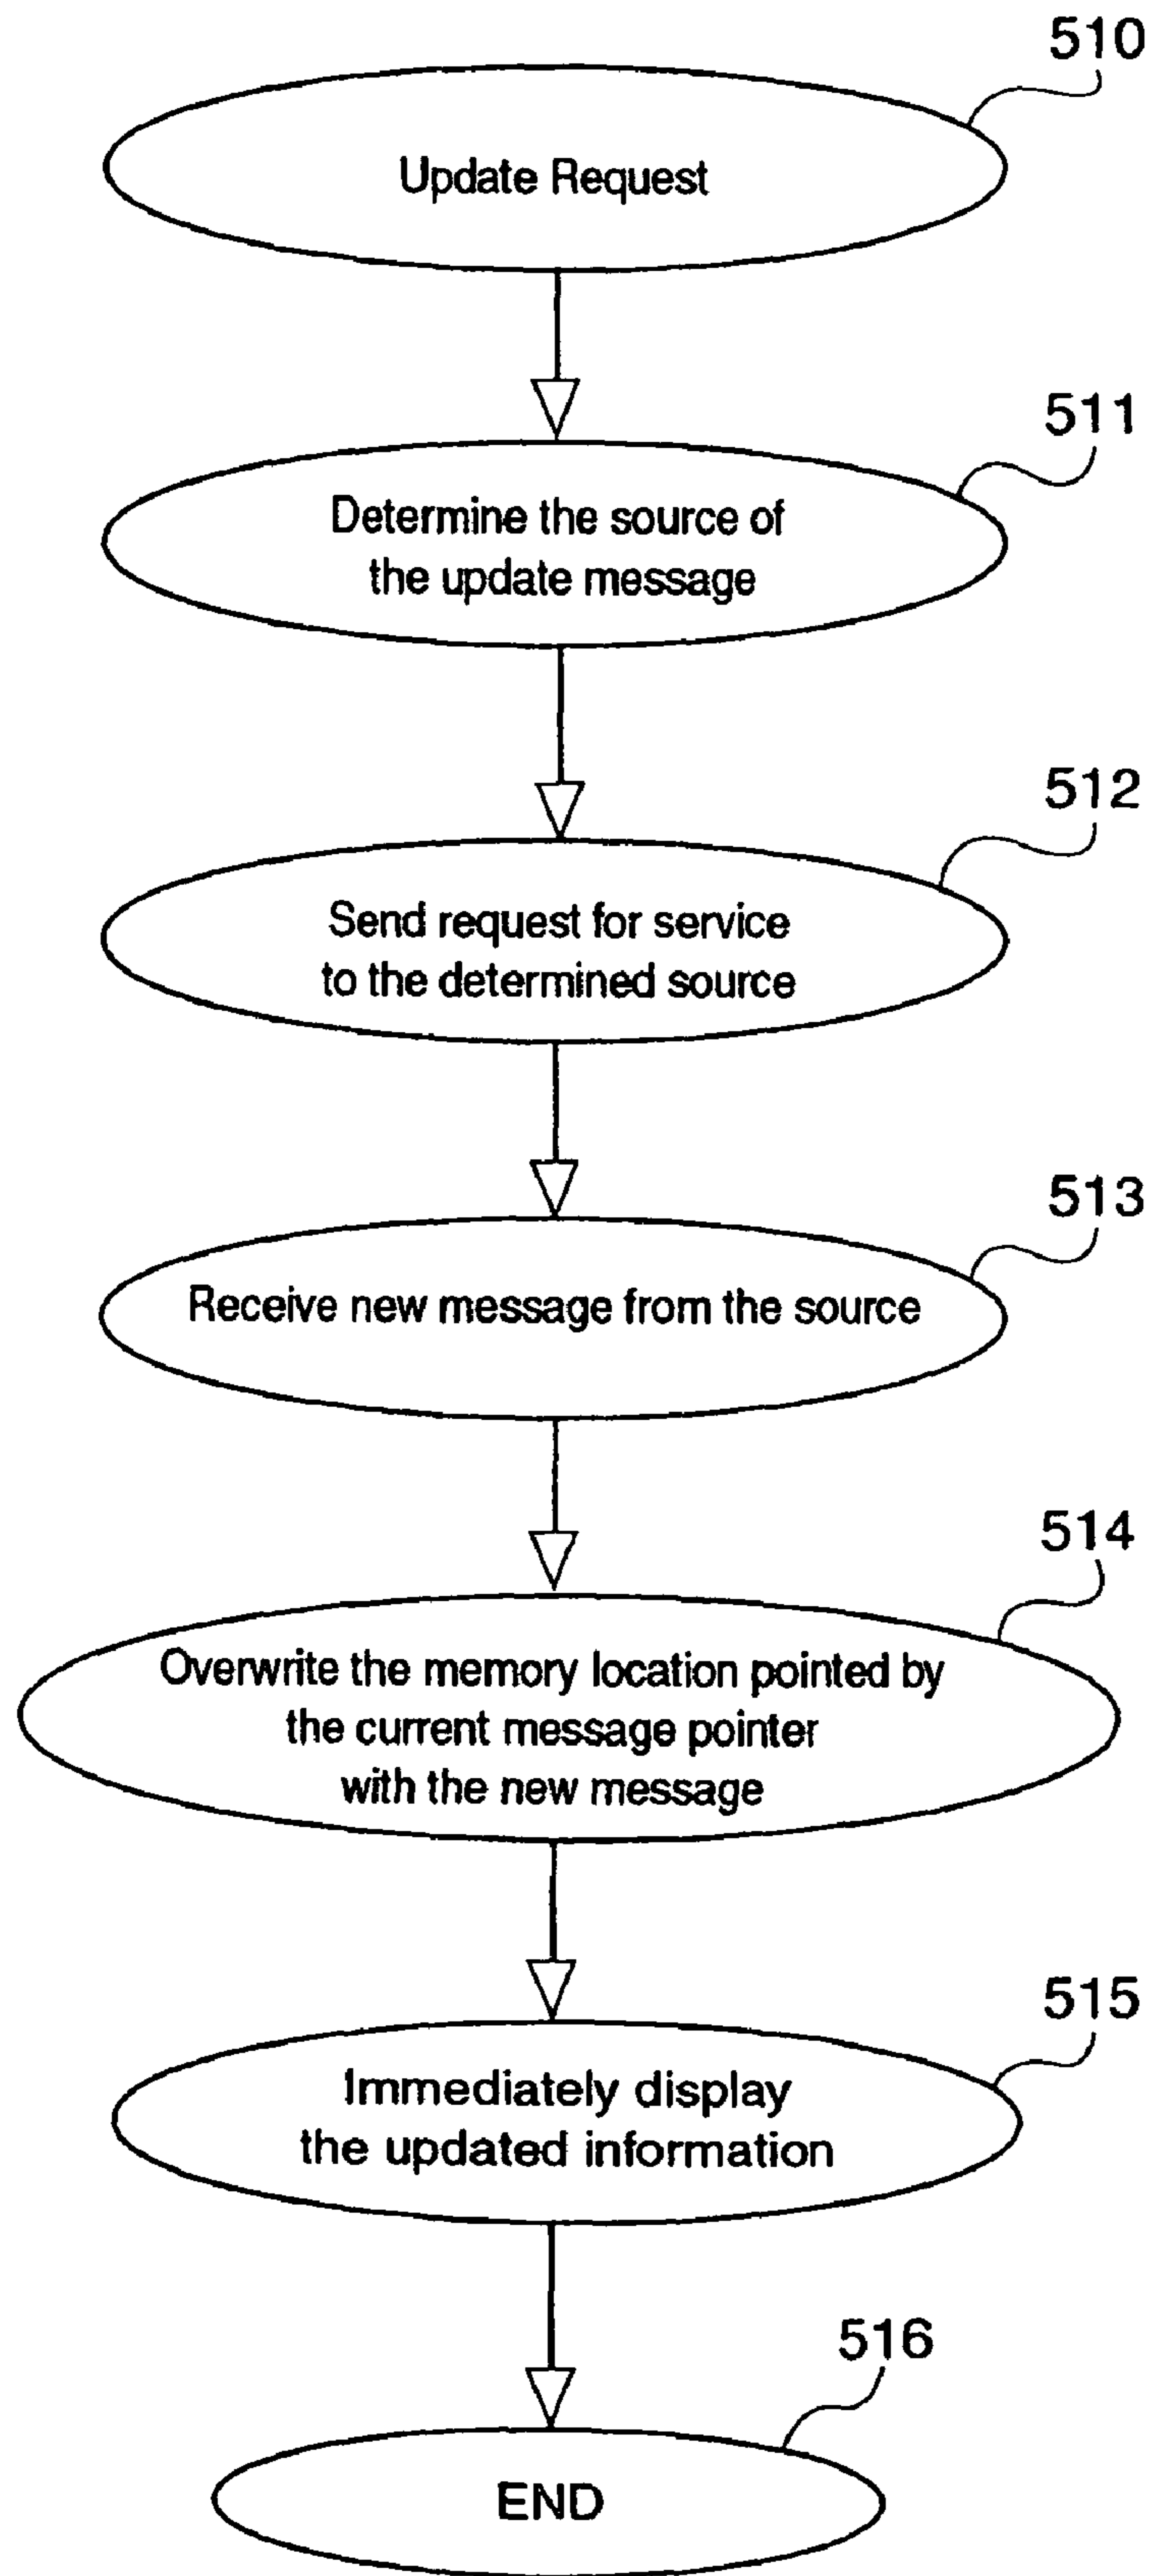 510
Update Request
511
Determine the source of
the update message
512
Send request for service
to the determined source
513
Receive new message from the source
514
Overwrite the memory location pointed by
the current message pointer
with the new message
515
Immediately display
the updated information
516
END